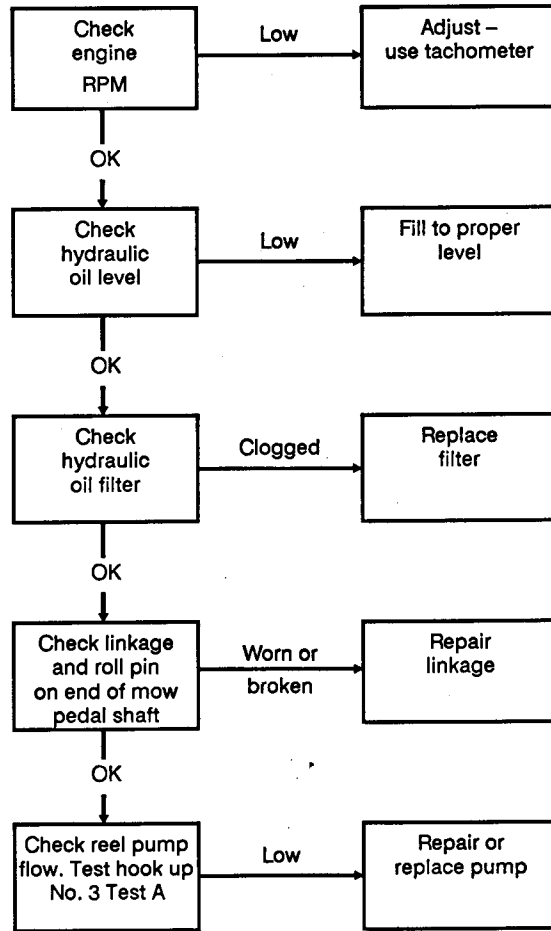 Check
engine
RPM
Low
Adjust –
use tachometer
OK
Check
hydraulic
oil level
Low
Fill to proper
level
OK
Check
hydraulic
oil filter
Clogged
Replace
filter
OK
Check linkage
and roll pin
on end of mow
pedal shaft
Worn or
broken
Repair
linkage
OK
Check reel pump
flow. Test hook up
No. 3 Test A
Low
Repair or
replace pump